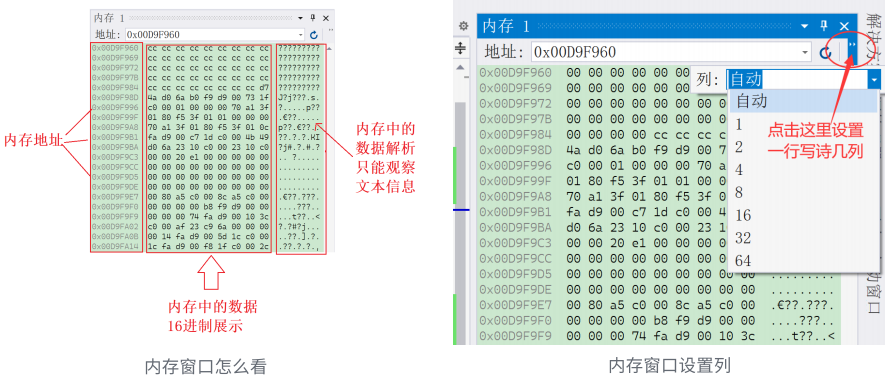 内存 1
地址: 0x00D9F960
0x00D9F960 cc cc cc cc cc cc cc cc cc ?????????
0x00D9F969 cc cc cc cc cc cc cc cc cc ?????????
0x00D9F972 cc cc cc cc cc cc cc cc cc ?????????
0x00D9F97B cc cc cc cc cc cc cc cc cc ?????????
0x00D9F984 cc cc cc cc cc cc cc cc d7 ?????????
0x00D9F98D 4a d0 6a b0 f9 d9 00 73 1f J?j???.s.
0x00D9F996 c0 00 01 00 00 00 70 a1 3f ?.....p??
0x00D9F99F 01 80 f5 3f 01 01 00 00 00 .€??.....
0x00D9F9A8 70 a1 3f 01 80 f5 3f 01 0c p??.€??..
0x00D9F9B1 fa d9 00 c7 1d c0 00 4b 49 ??.?.?.KI
0x00D9F9BA d0 6a 23 10 c0 00 23 10 c0 ?j#.?.#.?
0x00D9F9C3 00 00 20 e1 00 00 00 00 00 .. ?.....
0x00D9F9CC 00 00 00 00 00 00 00 00 00 .........
0x00D9F9D5 00 00 00 00 00 00 00 00 00 .........
0x00D9F9DE 00 00 00 00 00 00 00 00 00 .........
0x00D9F9E7 00 80 a5 c0 00 8c a5 c0 00 .€??.???.
0x00D9F9F0 00 00 00 00 b8 f9 d9 00 00 ....???..
0x00D9F9F9 00 00 00 74 fa d9 00 10 3c ...t??..<
0x00D9FA02 c0 00 af 23 c9 6a 00 00 00 ?.?#?j...
0x00D9FA0B 00 14 fa d9 00 5d 1c c0 00 ..??.].?.
0x00D9FA14 1c fa d9 00 f8 1f c0 00 2c .??.?.?.,
内存地址
内存中的
数据解析
只能观察
文本信息
内存中的数据
16进制展示
内存窗口怎么看
内存 1
地址: 0x00D9F960
0x00D9F960 00 00 00 00 00
0x00D9F969 00 00 00 00 00
0x00D9F972 00 00 00 00 00 00 0
0x00D9F97B 00 00 00 00 00 00 0
0x00D9F984 00 00 00 00 cc cc cc c
0x00D9F98D 4a d0 6a b0 f9 d9 00 7
0x00D9F996 c0 00 01 00 00 00 70 a
0x00D9F99F 01 80 f5 3f 01 01 00 0
0x00D9F9A8 70 a1 3f 01 80 f5 3f 0
0x00D9F9B1 fa d9 00 c7 1d c0 00 4
0x00D9F9BA d0 6a 23 10 c0 00 23 1
0x00D9F9C3 00 00 20 e1 00 00 00 0
0x00D9F9CC 00 00 00 00 00 00 00 0
0x00D9F9D5 00 00 00 00 00 00 00 00 00 .........
0x00D9F9DE 00 00 00 00 00 00 00 00 00 .........
0x00D9F9E7 00 80 a5 c0 00 8c a5 c0 00 .€??.???.
0x00D9F9F0 00 00 00 00 b8 f9 d9 00 00 ....???..
0x00D9F9F9 00 00 00 74 fa d9 00 10 3c ...t??..<
列: 自动
自动
1
2
4
8
16
32
64
点击这里设置
一行写诗几列
解决方
动窗口
内存窗口设置列